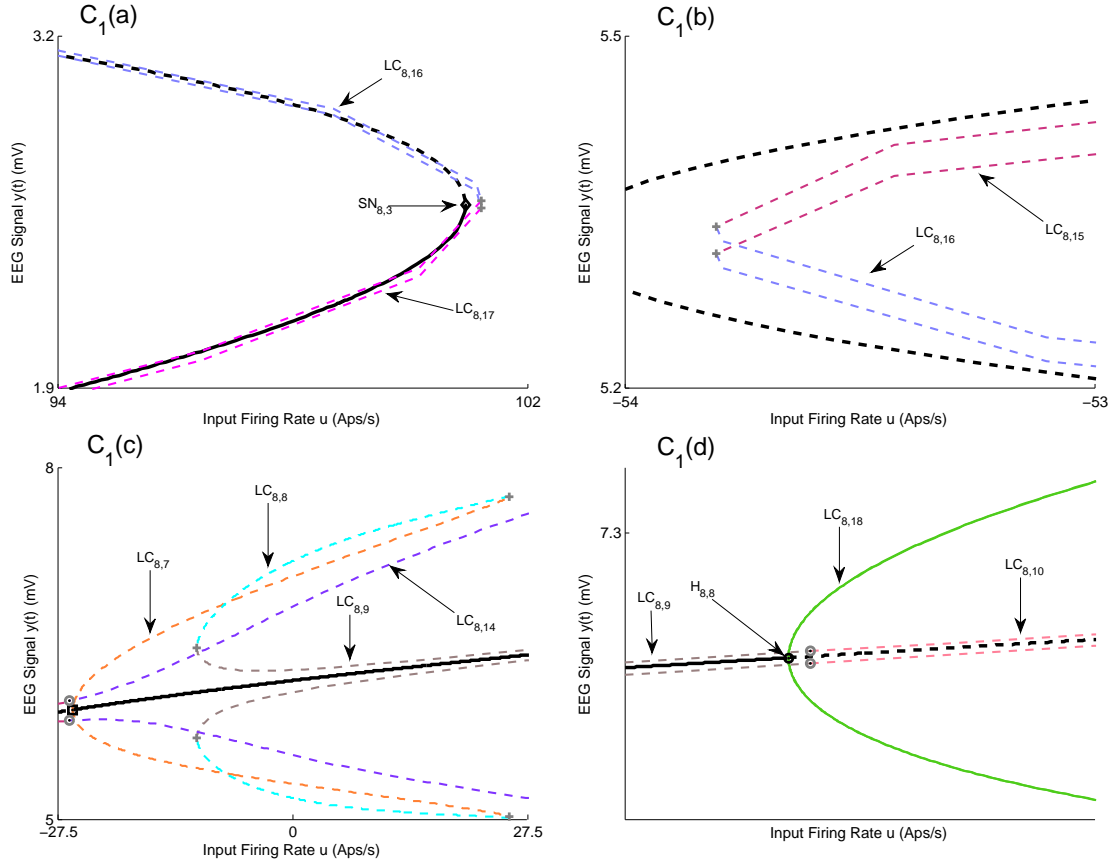 C1(a)
3.2
EEG Signal y(t) (mV)
1.9
94
102
Input Firing Rate u (Aps/s)
LC8,16
SN8,3
LC8,17
C1(b)
5.5
EEG Signal y(t) (mV)
5.2
−54
−53
Input Firing Rate u (Aps/s)
LC8,15
LC8,16
C1(c)
8
EEG Signal y(t) (mV)
5
−27.5
0
27.5
Input Firing Rate u (Aps/s)
LC8,8
LC8,7
LC8,9
LC8,14
C1(d)
7.3
EEG Signal y(t) (mV)
0
Input Firing Rate u (Aps/s)
LC8,18
LC8,10
H8,8
LC8,9